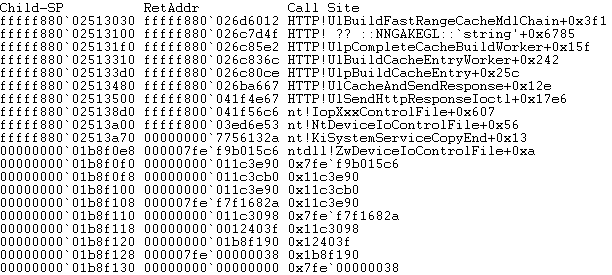 Child-SP RetAddr Call Site
fffff880`02513030 fffff880`026d6012 HTTP!UlBuildFastRangeCacheMdlChain+0x3f1
fffff880`02513100 fffff880`026c7d4f HTTP! ?? ::NNGAKEGL::`string'+0x6785
fffff880`025131f0 fffff880`026c85e2 HTTP!UlpCompleteCacheBuildWorker+0x15f
fffff880`02513310 fffff880`026c836c HTTP!UlBuildCacheEntryWorker+0x242
fffff880`025133d0 fffff880`026c80ce HTTP!UlpBuildCacheEntry+0x25c
fffff880`02513480 fffff880`026ba667 HTTP!UlCacheAndSendResponse+0x12e
fffff880`02513500 fffff800`041f4e67 HTTP!UlSendHttpResponseIoctl+0x17e6
fffff880`025138d0 fffff800`041f56c6 nt!IopXxxControlFile+0x607
fffff880`02513a00 fffff800`03ed6e53 nt!NtDeviceIoControlFile+0x56
fffff880`02513a70 00000000`7756132a nt!KiSystemServiceCopyEnd+0x13
00000000`01b8f0e8 000007fe`f9b015c6 ntdll!ZwDeviceIoControlFile+0xa
00000000`01b8f0f0 00000000`011c3e90 0x7fe`f9b015c6
00000000`01b8f0f8 00000000`011c3cb0 0x11c3e90
00000000`01b8f100 00000000`011c3e90 0x11c3cb0
00000000`01b8f108 000007fe`f7f1682a 0x11c3e90
00000000`01b8f110 00000000`011c3098 0x7fe`f7f1682a
00000000`01b8f118 00000000`0012403f 0x11c3098
00000000`01b8f120 00000000`01b8f190 0x12403f
00000000`01b8f128 000007fe`00000038 0x1b8f190
00000000`01b8f130 00000000`00000000 0x7fe`00000038